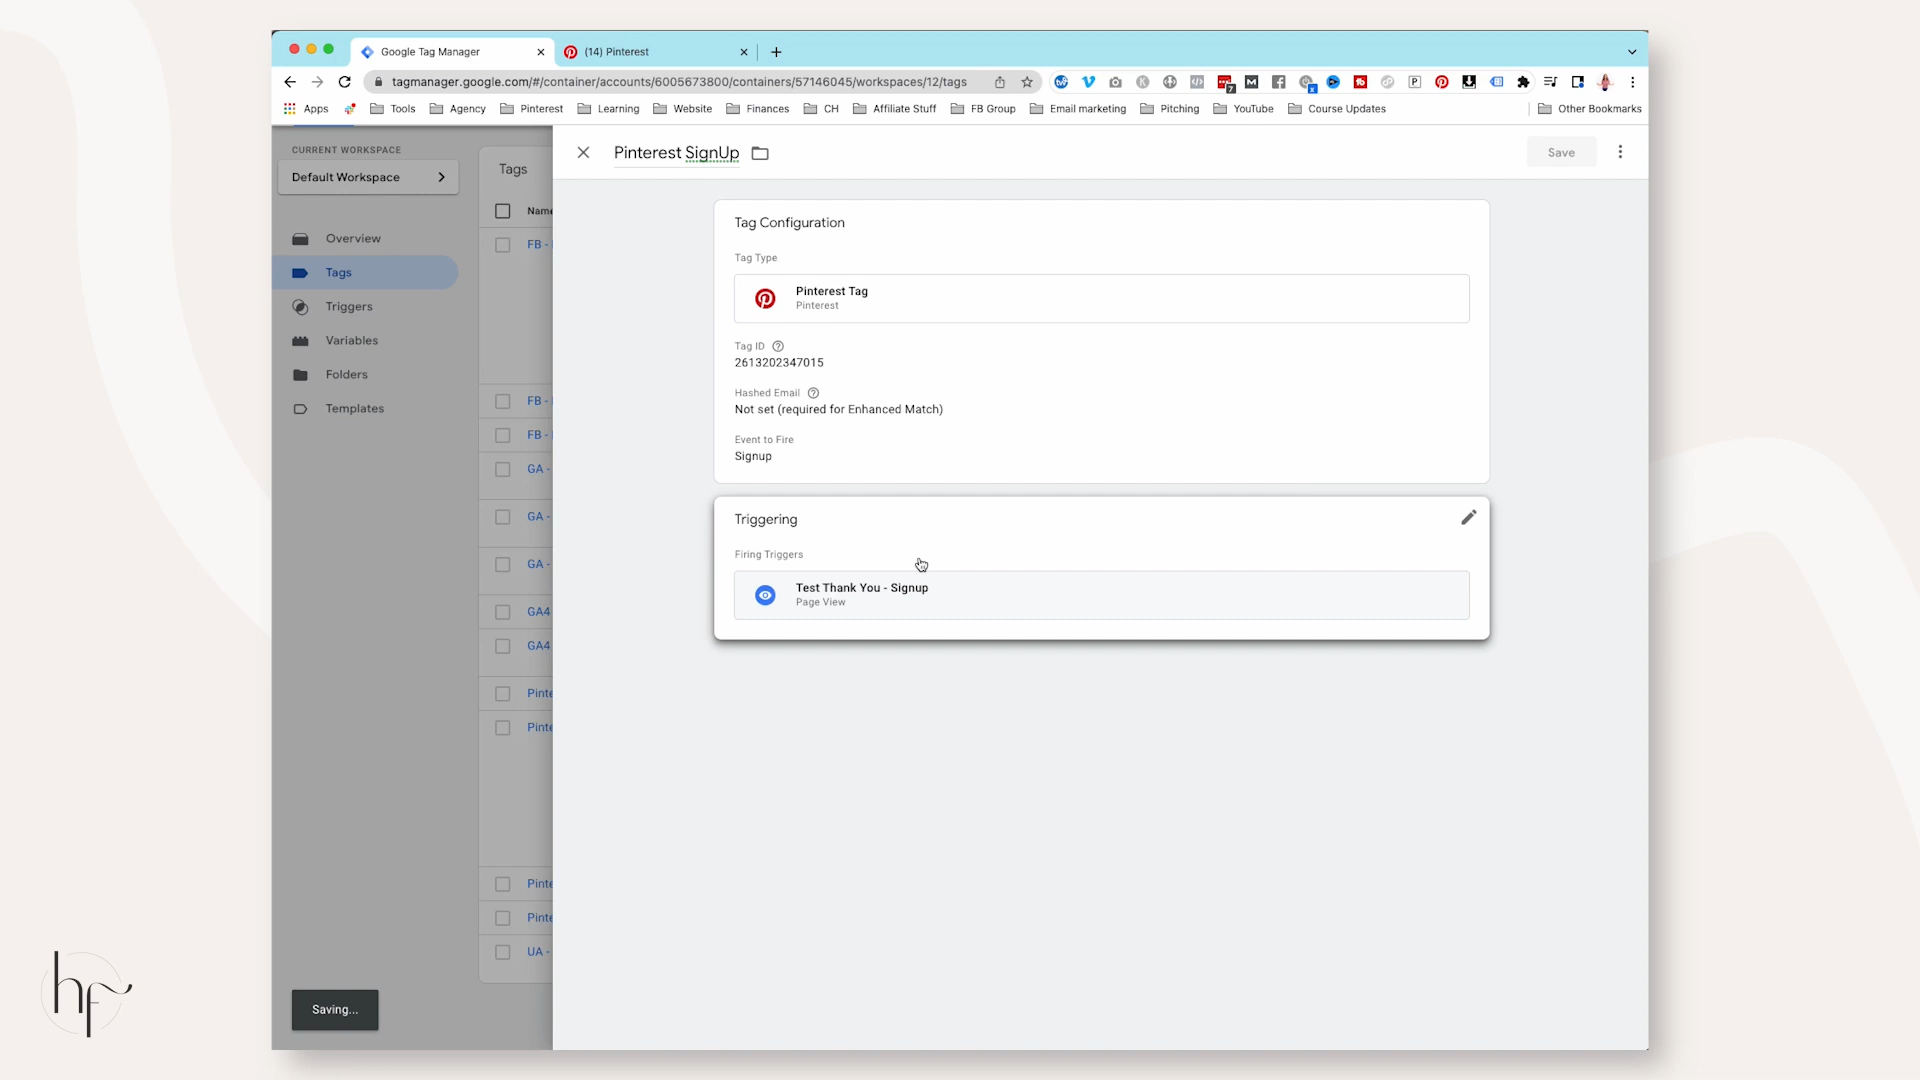 Google Tag Manager
(14) Pinterest
tagmanager.google.com/#/container/accounts/6005673800/containers/57146045/workspaces/12/tags
Apps
Tools
Agency
Pinterest
Learning
Website
Finances
CH
Affiliate Stuff
FB Group
Email marketing
Pitching
YouTube
Course Updates
Other Bookmarks
CURRENT WORKSPACE
Default Workspace
Overview
Tags
Triggers
Variables
Folders
Templates
Tags
Name
FB -
FB -
FB -
GA -
GA -
GA -
GA4
GA4
Pinte
Pinte
Pinte
Pinte
UA -
Pinterest SignUp
Save
Tag Configuration
Tag Type
Pinterest Tag
Pinterest
Tag ID
2613202347015
Hashed Email
Not set (required for Enhanced Match)
Event to Fire
Signup
Triggering
Firing Triggers
Test Thank You - Signup
Page View
Saving...
hf